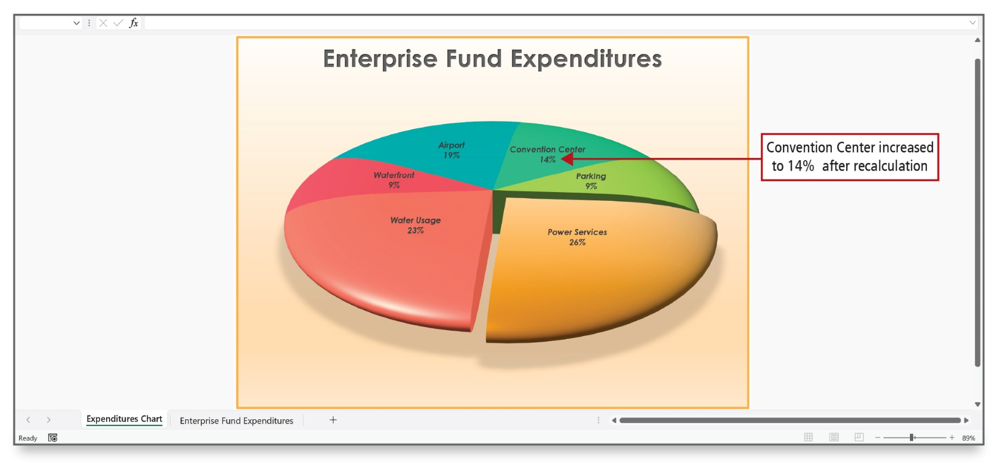 fx
Enterprise Fund Expenditures
Airport
19%
Convention Center
14%
Convention Center increased
to 14% after recalculation
Waterfront
9%
Parking
9%
Water Usage
23%
Power Services
26%
Expenditures Chart
Enterprise Fund Expenditures
Ready
89%